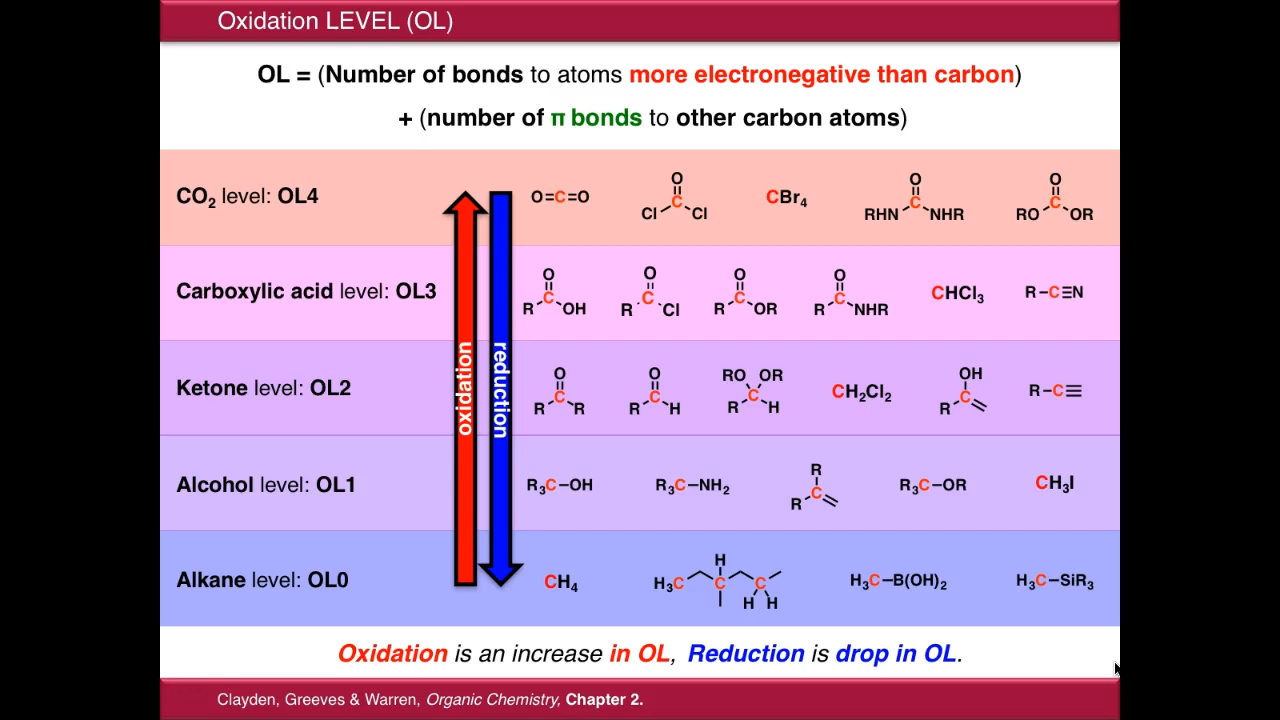 Oxidation LEVEL (OL)
OL = (Number of bonds to atoms more electronegative than carbon)
+ (number of π bonds to other carbon atoms)
CO₂ level: OL4
O=C=O
O
C
Cl
Cl
CBr₄
O
C
RHN
NHR
O
C
RO
OR
Carboxylic acid level: OL3
O
C
R
OH
O
C
R
Cl
O
C
R
OR
O
C
R
NHR
CHCl₃
R–C≡N
oxidation
reduction
Ketone level: OL2
O
C
R
R
O
C
R
H
RO OR
C
R
H
CH₂Cl₂
OH
C
R
R–C≡
Alcohol level: OL1
R₃C–OH
R₃C–NH₂
R
C
R
R₃C–OR
CH₃I
Alkane level: OL0
CH₄
H
H₃C
C
C
H H
H₃C–B(OH)₂
H₃C–SiR₃
Oxidation is an increase in OL, Reduction is drop in OL.
Clayden, Greeves & Warren, Organic Chemistry, Chapter 2.